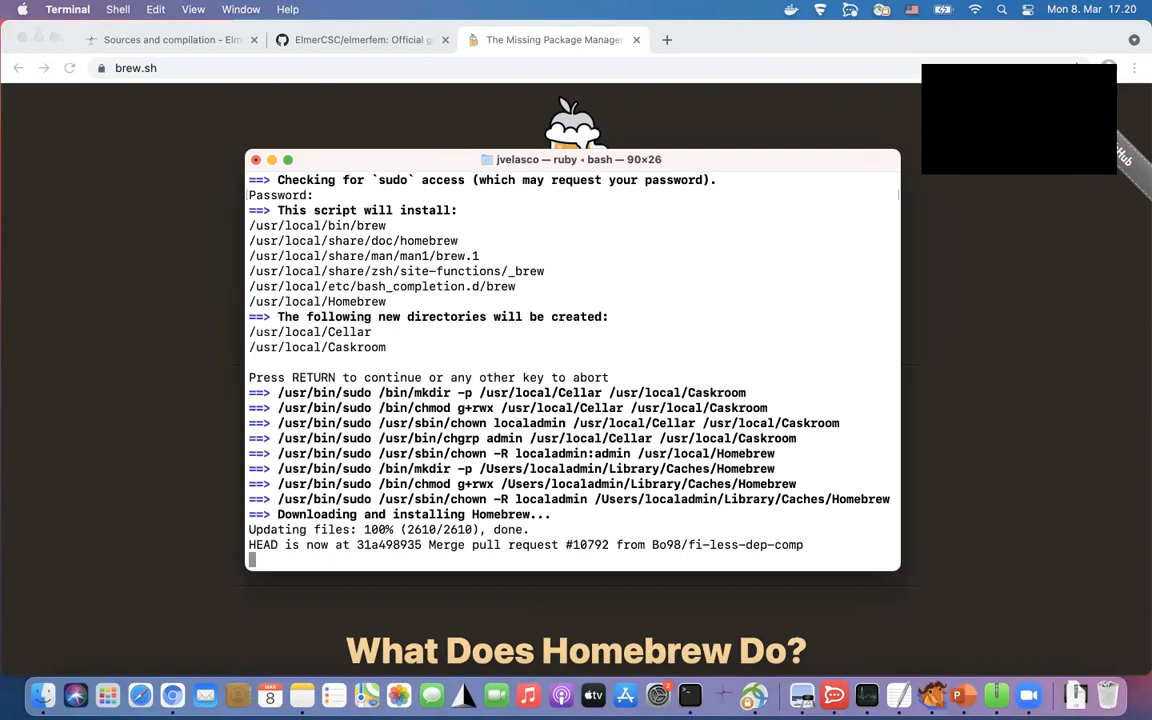 Terminal Shell Edit View Window Help Mon 8. Mar 17.20
Sources and compilation - Elm
ElmerCSC/elmerfem: Official g
The Missing Package Manager
brew.sh
jvelasco — ruby ◂ bash — 90×26
==> Checking for `sudo` access (which may request your password).
Password:
==> This script will install:
/usr/local/bin/brew
/usr/local/share/doc/homebrew
/usr/local/share/man/man1/brew.1
/usr/local/share/zsh/site-functions/_brew
/usr/local/etc/bash_completion.d/brew
/usr/local/Homebrew
==> The following new directories will be created:
/usr/local/Cellar
/usr/local/Caskroom
Press RETURN to continue or any other key to abort
==> /usr/bin/sudo /bin/mkdir -p /usr/local/Cellar /usr/local/Caskroom
==> /usr/bin/sudo /bin/chmod g+rwx /usr/local/Cellar /usr/local/Caskroom
==> /usr/bin/sudo /usr/sbin/chown localadmin /usr/local/Cellar /usr/local/Caskroom
==> /usr/bin/sudo /usr/bin/chgrp admin /usr/local/Cellar /usr/local/Caskroom
==> /usr/bin/sudo /usr/sbin/chown -R localadmin:admin /usr/local/Homebrew
==> /usr/bin/sudo /bin/mkdir -p /Users/localadmin/Library/Caches/Homebrew
==> /usr/bin/sudo /bin/chmod g+rwx /Users/localadmin/Library/Caches/Homebrew
==> /usr/bin/sudo /usr/sbin/chown -R localadmin /Users/localadmin/Library/Caches/Homebrew
==> Downloading and installing Homebrew...
Updating files: 100% (2610/2610), done.
HEAD is now at 31a498935 Merge pull request #10792 from Bo98/fi-less-dep-comp
What Does Homebrew Do?